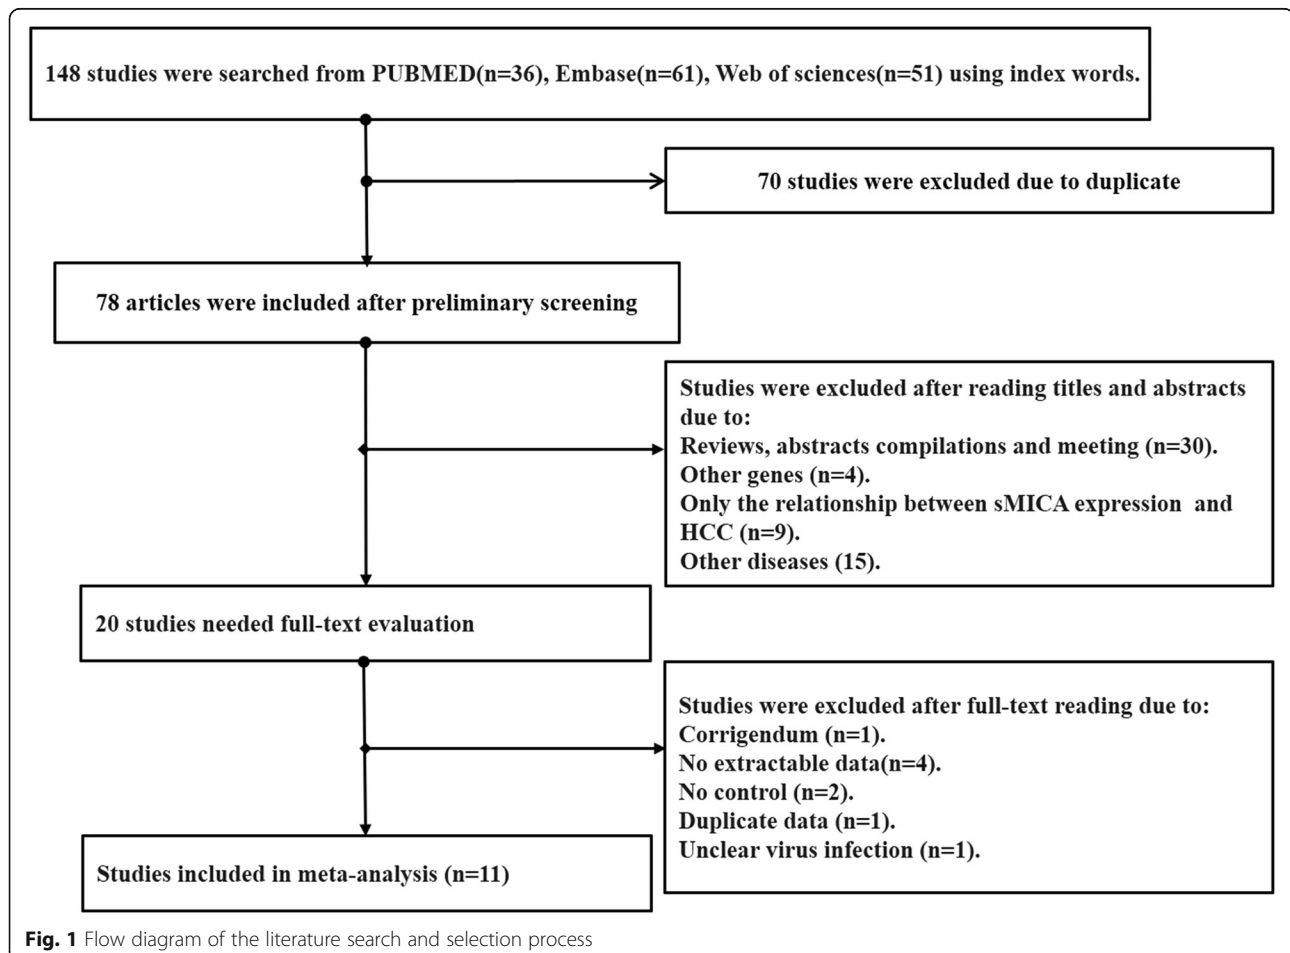 148 studies were searched from PUBMED(n=36), Embase(n=61), Web of sciences(n=51) using index words.
70 studies were excluded due to duplicate
78 articles were included after preliminary screening
Studies were excluded after reading titles and abstracts
due to:
Reviews, abstracts compilations and meeting (n=30).
Other genes (n=4).
Only the relationship between sMICA expression and
HCC (n=9).
Other diseases (15).
20 studies needed full-text evaluation
Studies were excluded after full-text reading due to:
Corrigendum (n=1).
No extractable data(n=4).
No control (n=2).
Duplicate data (n=1).
Unclear virus infection (n=1).
Studies included in meta-analysis (n=11)
Fig. 1 Flow diagram of the literature search and selection process